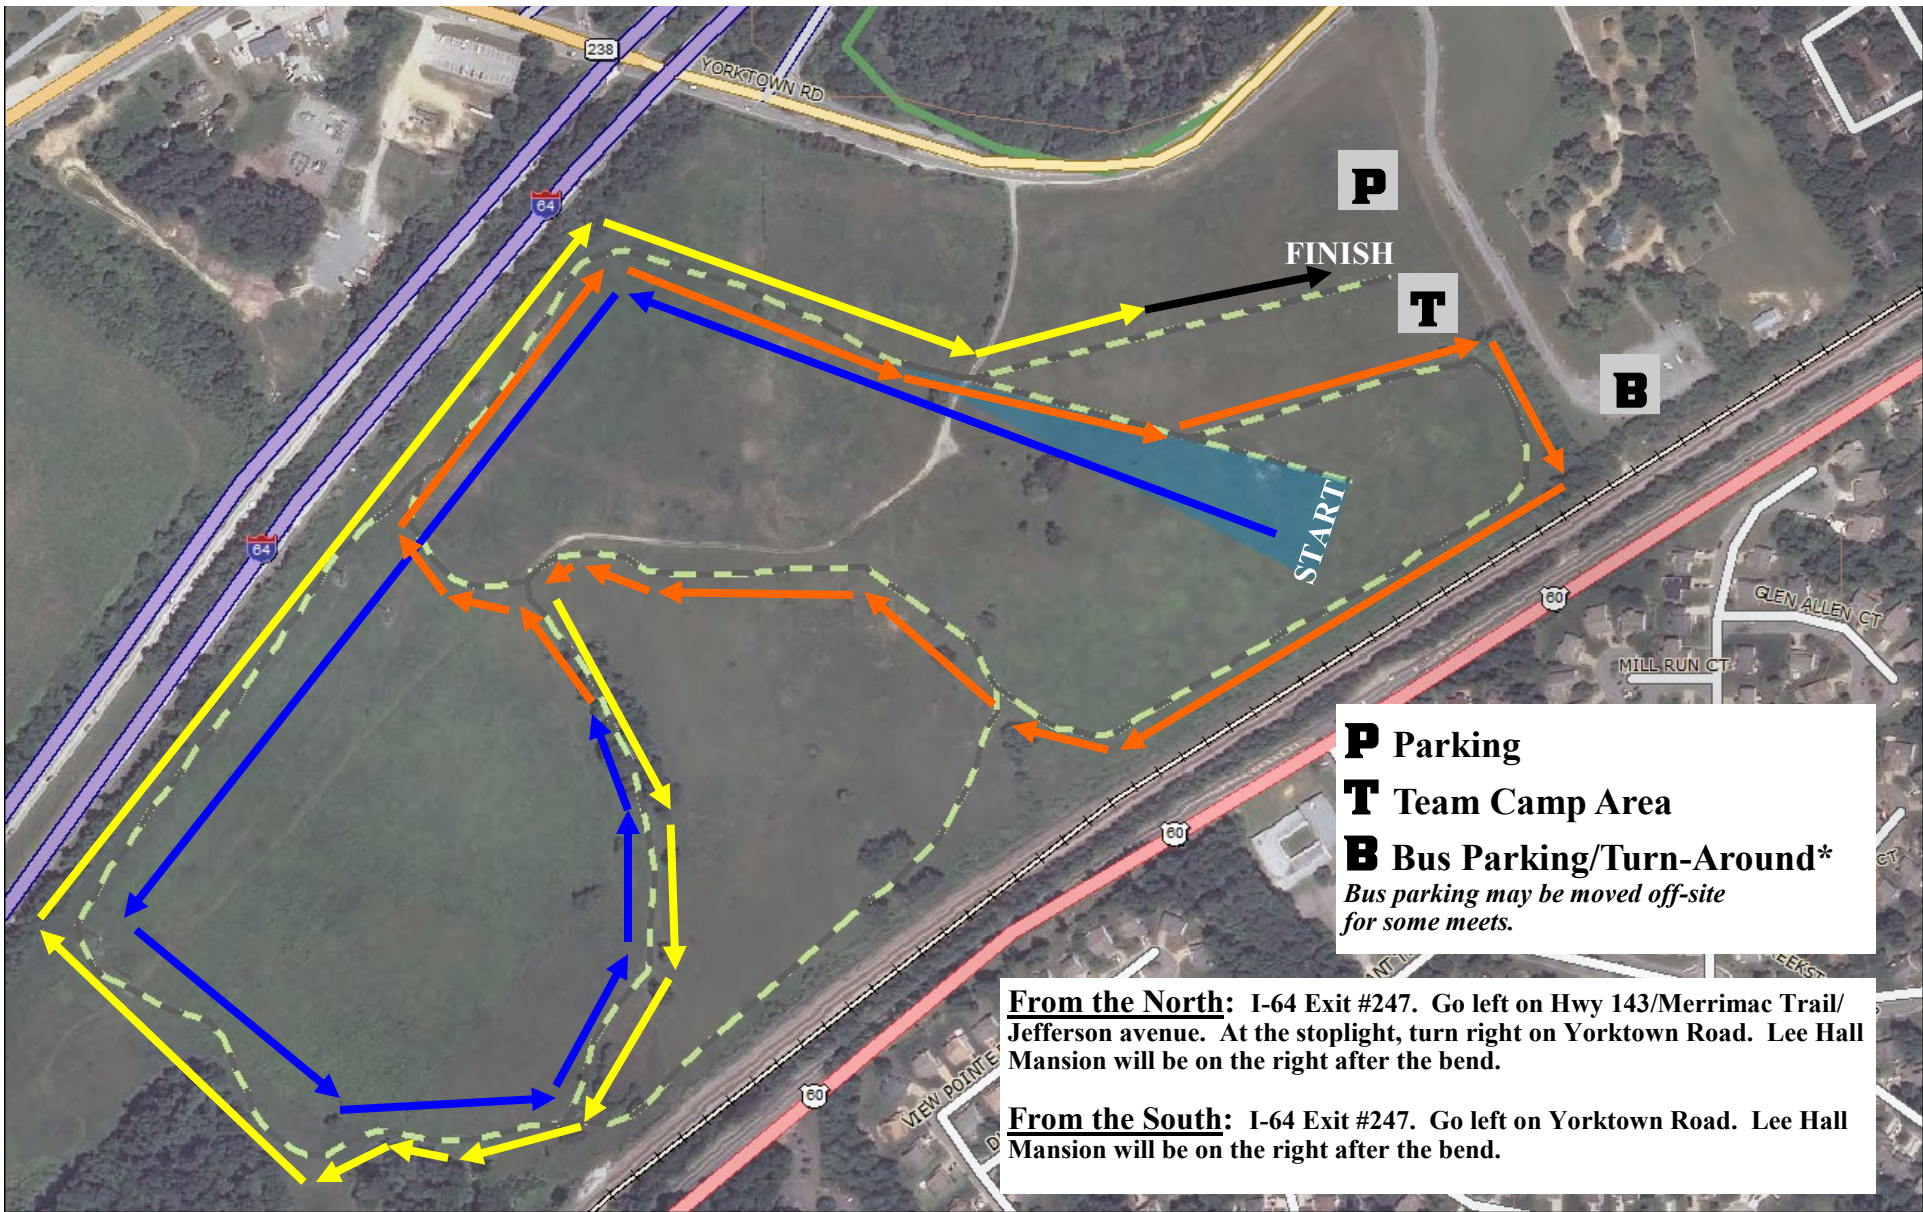 238
YORKTOWN RD
64
P
FINISH
T
B
START
64
60
GLEN ALLEN CT
MILL RUN CT
P Parking
T Team Camp Area
B Bus Parking/Turn-Around*
Bus parking may be moved off-site
for some meets.
60
CT
EEKST
ANT
From the North: I-64 Exit #247. Go left on Hwy 143/Merrimac Trail/
Jefferson avenue. At the stoplight, turn right on Yorktown Road. Lee Hall
Mansion will be on the right after the bend.
From the South: I-64 Exit #247. Go left on Yorktown Road. Lee Hall
Mansion will be on the right after the bend.
60
VIEW POINTE